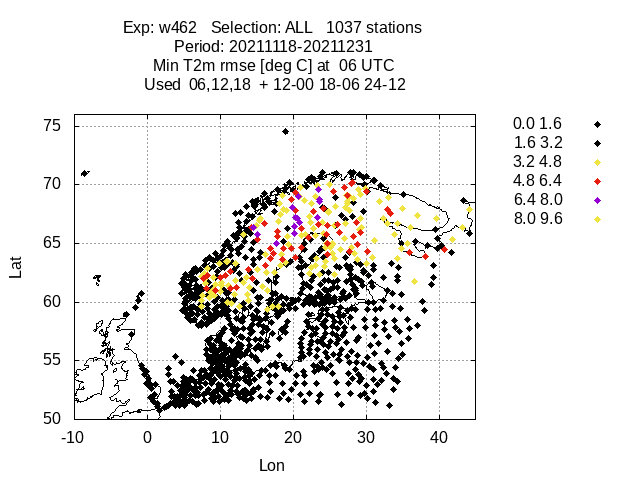 Exp: w462   Selection: ALL   1037 stations
Period: 20211118-20211231
Min T2m rmse [deg C] at  06 UTC
Used  06,12,18  + 12-00 18-06 24-12
0.0 1.6
1.6 3.2
3.2 4.8
4.8 6.4
6.4 8.0
8.0 9.6
75
70
65
60
55
50
Lat
-10 0 10 20 30 40
Lon